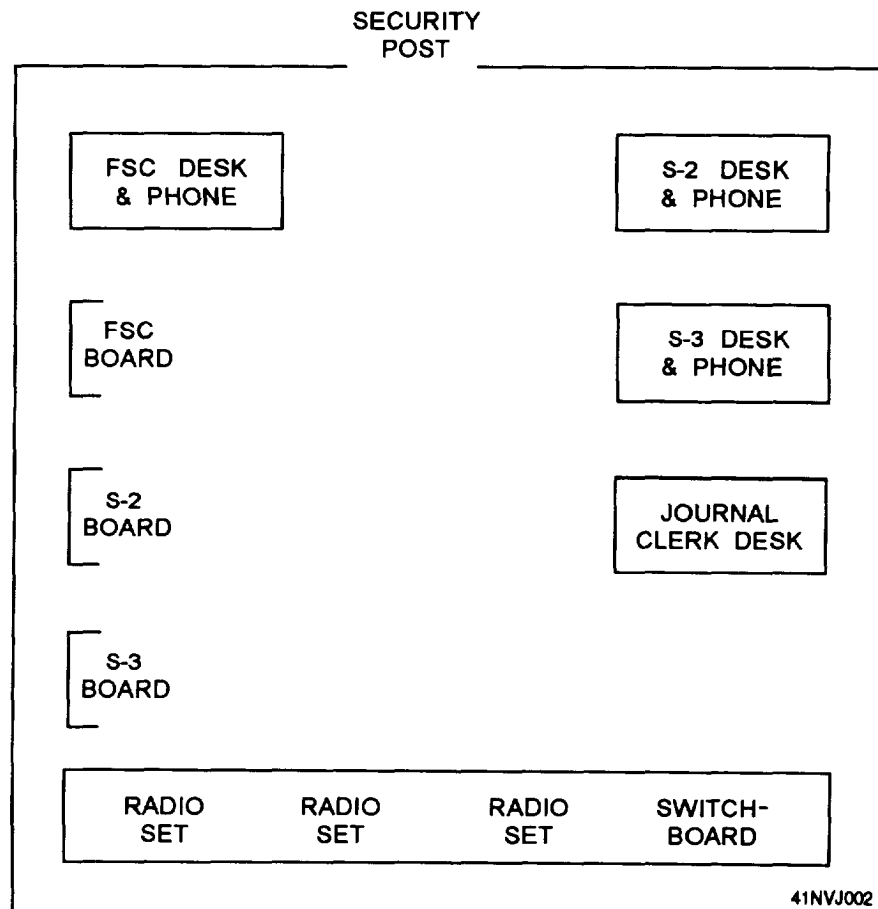 SECURITY
POST
FSC DESK
& PHONE
S-2 DESK
& PHONE
FSC
BOARD
S-3 DESK
& PHONE
S-2
BOARD
JOURNAL
CLERK DESK
S-3
BOARD
RADIO
SET
RADIO
SET
RADIO
SET
SWITCH-
BOARD
41NVJ002